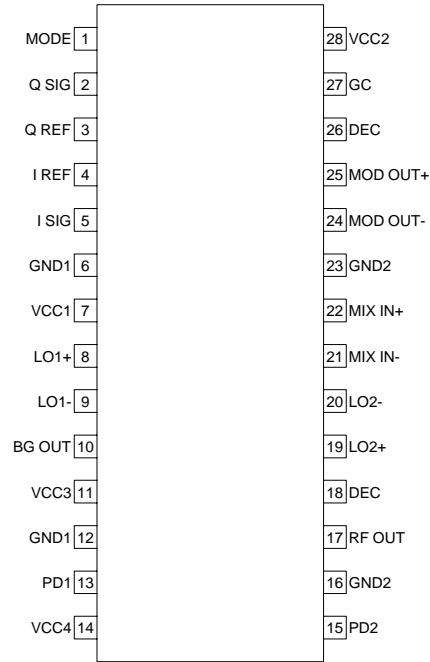 MODE 1
28 VCC2
Q SIG 2
27 GC
Q REF 3
26 DEC
I REF 4
25 MOD OUT+
I SIG 5
24 MOD OUT-
GND1 6
23 GND2
VCC1 7
22 MIX IN+
LO1+ 8
21 MIX IN-
LO1- 9
20 LO2-
BG OUT 10
19 LO2+
VCC3 11
18 DEC
GND1 12
17 RF OUT
PD1 13
16 GND2
VCC4 14
15 PD2